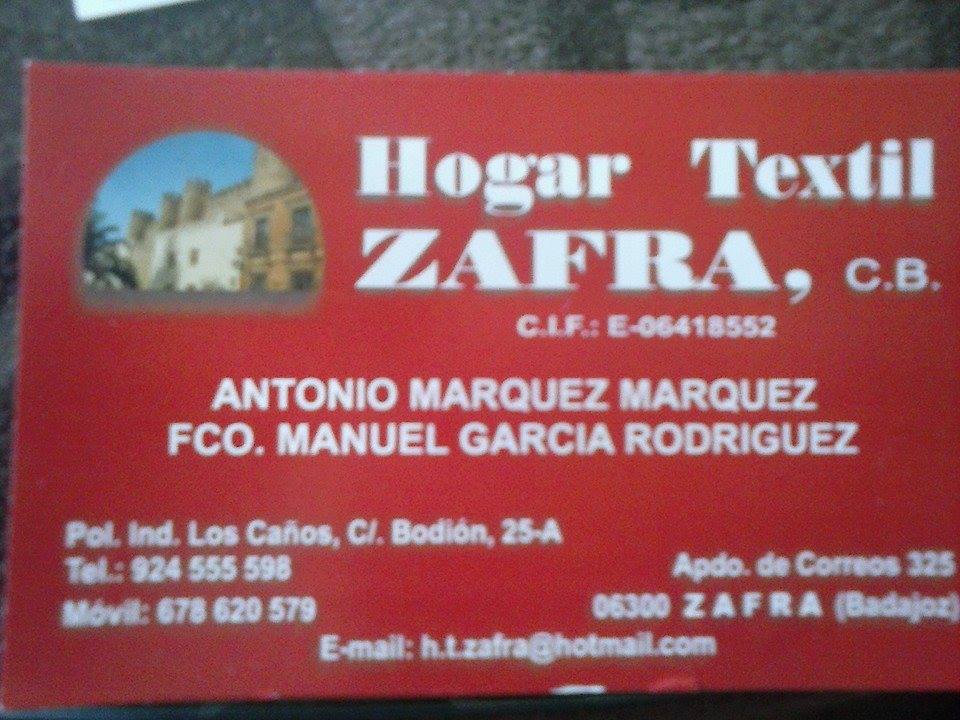 Hogar Textil
ZAFRA, C.B.
C.I.F.: E-06418552
ANTONIO MARQUEZ MARQUEZ
FCO. MANUEL GARCIA RODRIGUEZ
Pol. Ind. Los Caños, C/. Bodión, 25-A
Tel.: 924 555 598
Móvil: 678 620 579
Apdo. de Correos 325
06300 Z A F R A (Badajoz)
E-mail: h.t.zafra@hotmail.com